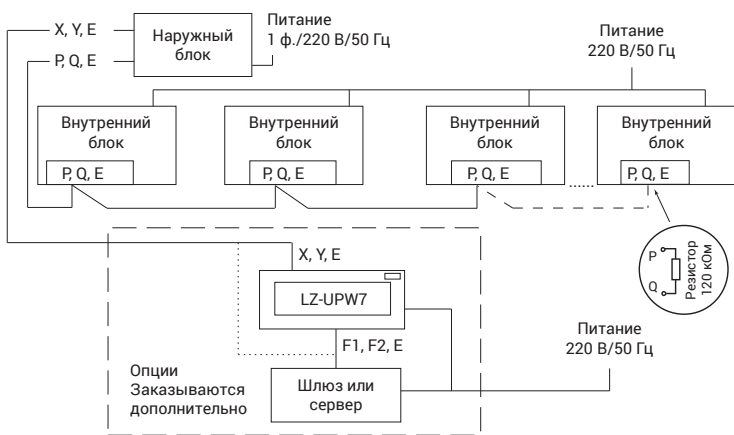 X, Y, E
P, Q, E
Наружный
блок
Питание
1 ф./220 В/50 Гц
Питание
220 В/50 Гц
Внутренний
блок
P, Q, E
Внутренний
блок
P, Q, E
Внутренний
блок
P, Q, E
Внутренний
блок
P, Q, E
P
Q
Резистор
120 кОм
X, Y, E
LZ-UPW7
F1, F2, E
Шлюз или
сервер
Опции
Заказываются
дополнительно
Питание
220 В/50 Гц